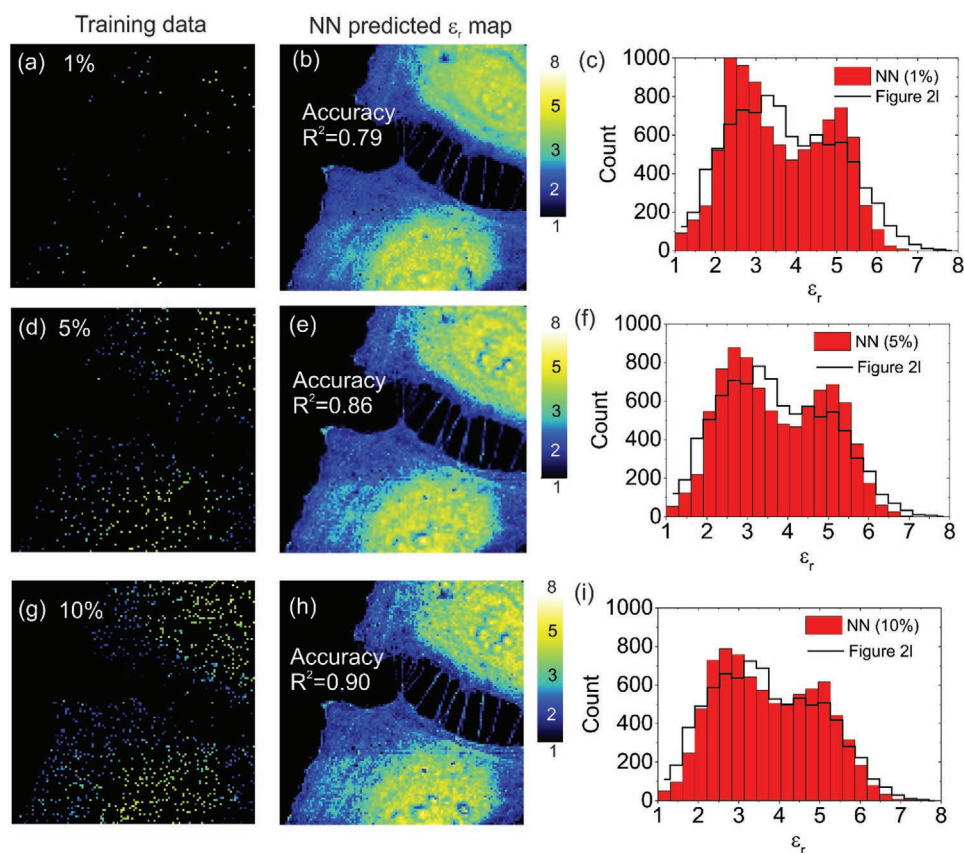 Training data
NN predicted εr map
(a) 1%
(b)
Accuracy
R²=0.79
8
5
3
2
1
(c)
NN (1%)
Figure 2l
1000
800
600
400
200
0
Count
1 2 3 4 5 6 7 8
εr
(d) 5%
(e)
Accuracy
R²=0.86
8
5
3
2
1
(f)
NN (5%)
Figure 2l
1000
800
600
400
200
0
Count
1 2 3 4 5 6 7 8
εr
(g) 10%
(h)
Accuracy
R²=0.90
8
5
3
2
1
(i)
NN (10%)
Figure 2l
1000
800
600
400
200
0
Count
1 2 3 4 5 6 7 8
εr